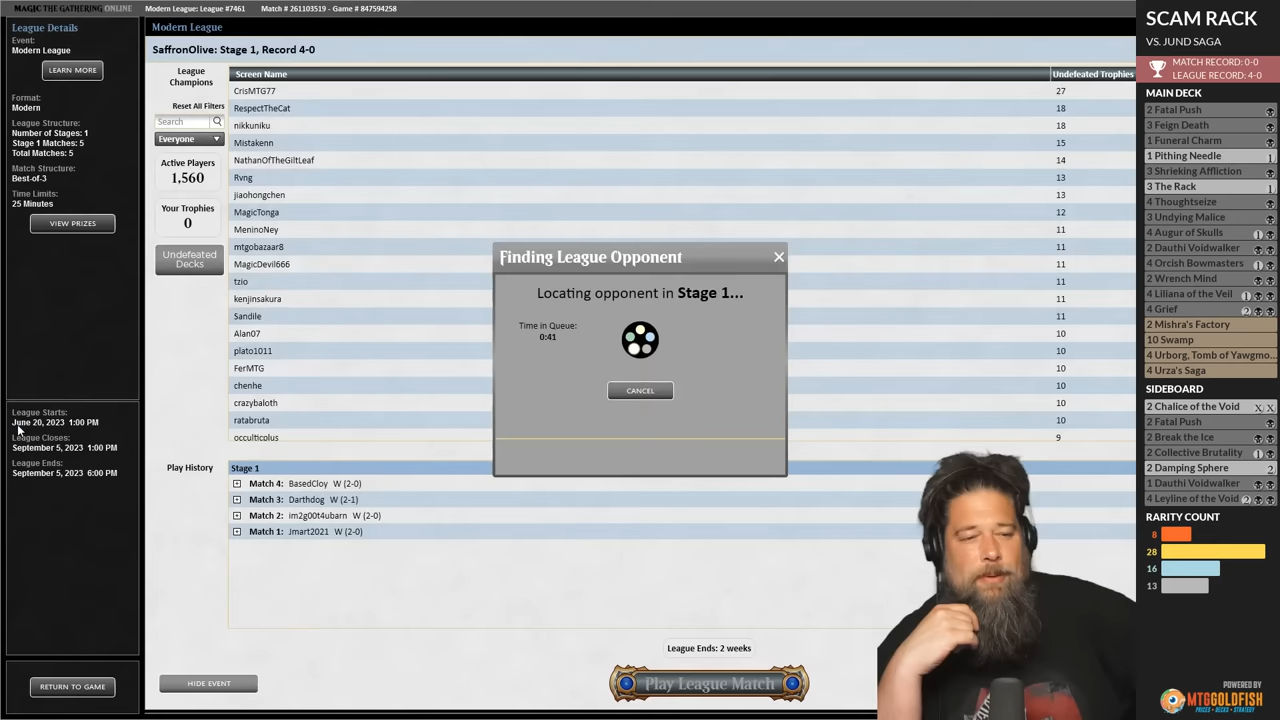 MAGIC THE GATHERING ONLINE
Modern League: League #7461
Match # 261103519 - Game # 847594258
League Details
Event:
Modern League
LEARN MORE
Format:
Modern
League Structure:
Number of Stages: 1
Stage 1 Matches: 5
Total Matches: 5
Match Structure:
Best-of-3
Time Limits:
25 Minutes
VIEW PRIZES
League Starts:
June 20, 2023 1:00 PM
League Closes:
September 5, 2023 1:00 PM
League Ends:
September 5, 2023 6:00 PM
RETURN TO GAME
Modern League
SaffronOlive: Stage 1, Record 4-0
League Champions
Reset All Filters
Search
Everyone
Active Players
1,560
Your Trophies
0
Undefeated Decks
Screen Name Undefeated Trophies
CrisMTG77 27
RespectTheCat 18
nikkuniku 18
Mistakenn 15
NathanOfTheGiltLeaf 14
Rvng 13
jiaohongchen 13
MagicTonga 12
MeninoNey 11
mtgobazaar8 11
MagicDevil666 11
tzio 11
kenjinsakura 11
Sandile 11
Alan07 10
plato1011 10
FerMTG 10
chenhe 10
crazybaloth 10
ratabruta 10
occulticplus 9
Finding League Opponent
Locating opponent in Stage 1...
Time in Queue:
0:41
CANCEL
Play History
Stage 1
Match 4: BasedCloy W (2-0)
Match 3: Darthdog W (2-1)
Match 2: im2g00t4ubarn W (2-0)
Match 1: Jmart2021 W (2-0)
League Ends: 2 weeks
HIDE EVENT
Play League Match
SCAM RACK
VS. JUND SAGA
MATCH RECORD: 0-0
LEAGUE RECORD: 4-0
MAIN DECK
2 Fatal Push
3 Feign Death
1 Funeral Charm
1 Pithing Needle 1
3 Shrieking Affliction
3 The Rack 1
4 Thoughtseize
3 Undying Malice
4 Augur of Skulls 1
2 Dauthi Voidwalker
4 Orcish Bowmasters 1
2 Wrench Mind
4 Liliana of the Veil 1
4 Grief 2
2 Mishra's Factory
10 Swamp
4 Urborg, Tomb of Yawgmo...
4 Urza's Saga
SIDEBOARD
2 Chalice of the Void X X
2 Fatal Push
2 Break the Ice
2 Collective Brutality 1
2 Damping Sphere 2
1 Dauthi Voidwalker
4 Leyline of the Void 2
RARITY COUNT
8
28
16
13
POWERED BY
MTGGOLDFISH
PRICES • DECKS • STRATEGY